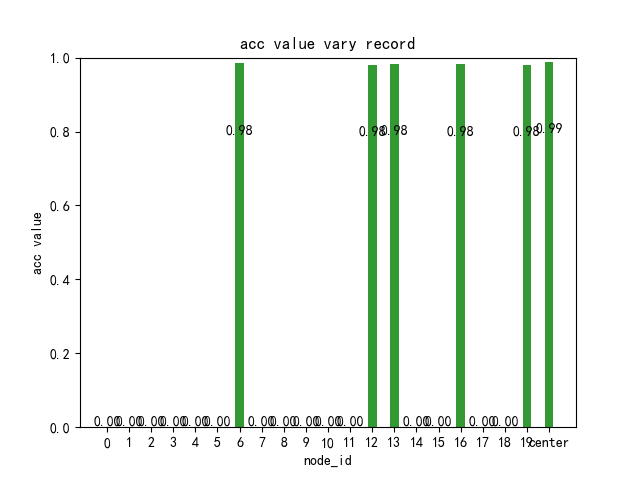 acc value vary record
acc value
1.0
0.8
0.6
0.4
0.2
0.0
0.00 0.00 0.00 0.00 0.00 0.00 0.98 0.00 0.00 0.00 0.00 0.00 0.98 0.98 0.00 0.00 0.98 0.00 0.00 0.98 0.99
0 1 2 3 4 5 6 7 8 9 10 11 12 13 14 15 16 17 18 19 center
node_id